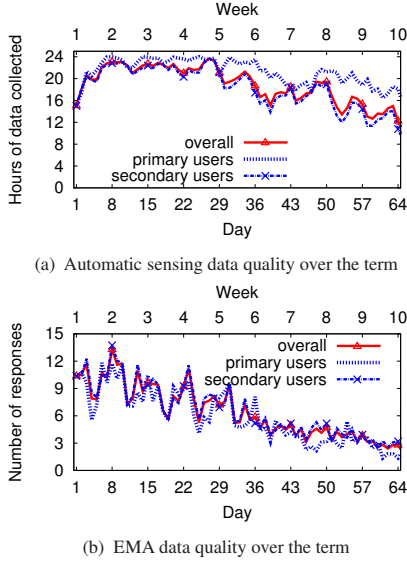 Week
1 2 3 4 5 6 7 8 9 10
Hours of data collected
24
20
16
12
8
4
0
overall
primary users
secondary users
1 8 15 22 29 36 43 50 57 64
Day
(a) Automatic sensing data quality over the term
Week
1 2 3 4 5 6 7 8 9 10
Number of responses
15
12
9
6
3
0
overall
primary users
secondary users
1 8 15 22 29 36 43 50 57 64
Day
(b) EMA data quality over the term